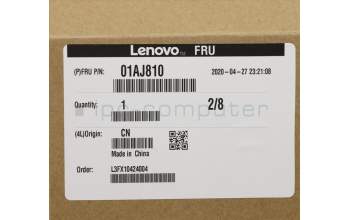 Lenovo™ FRU
(P)FRU P/N: 01AJ810 2020-04-27 23:21:08
Quantity: 1 2/8
(4L)Origin: CN
Made in China
Order: L3FX10424004